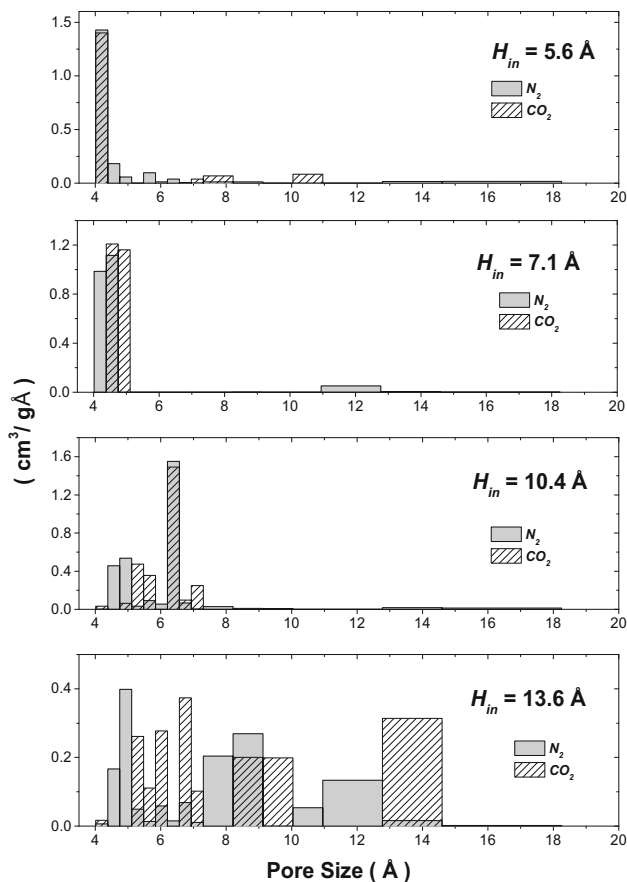 1.5
1.0
0.5
0.0
H_in = 5.6 Å
N₂
CO₂
4 6 8 10 12 14 16 18 20
1.2
0.8
0.4
0.0
H_in = 7.1 Å
N₂
CO₂
4 6 8 10 12 14 16 18 20
1.6
1.2
0.8
0.4
0.0
H_in = 10.4 Å
N₂
CO₂
4 6 8 10 12 14 16 18 20
0.4
0.2
0.0
H_in = 13.6 Å
N₂
CO₂
4 6 8 10 12 14 16 18 20
( cm³/ gÅ )
Pore Size ( Å )